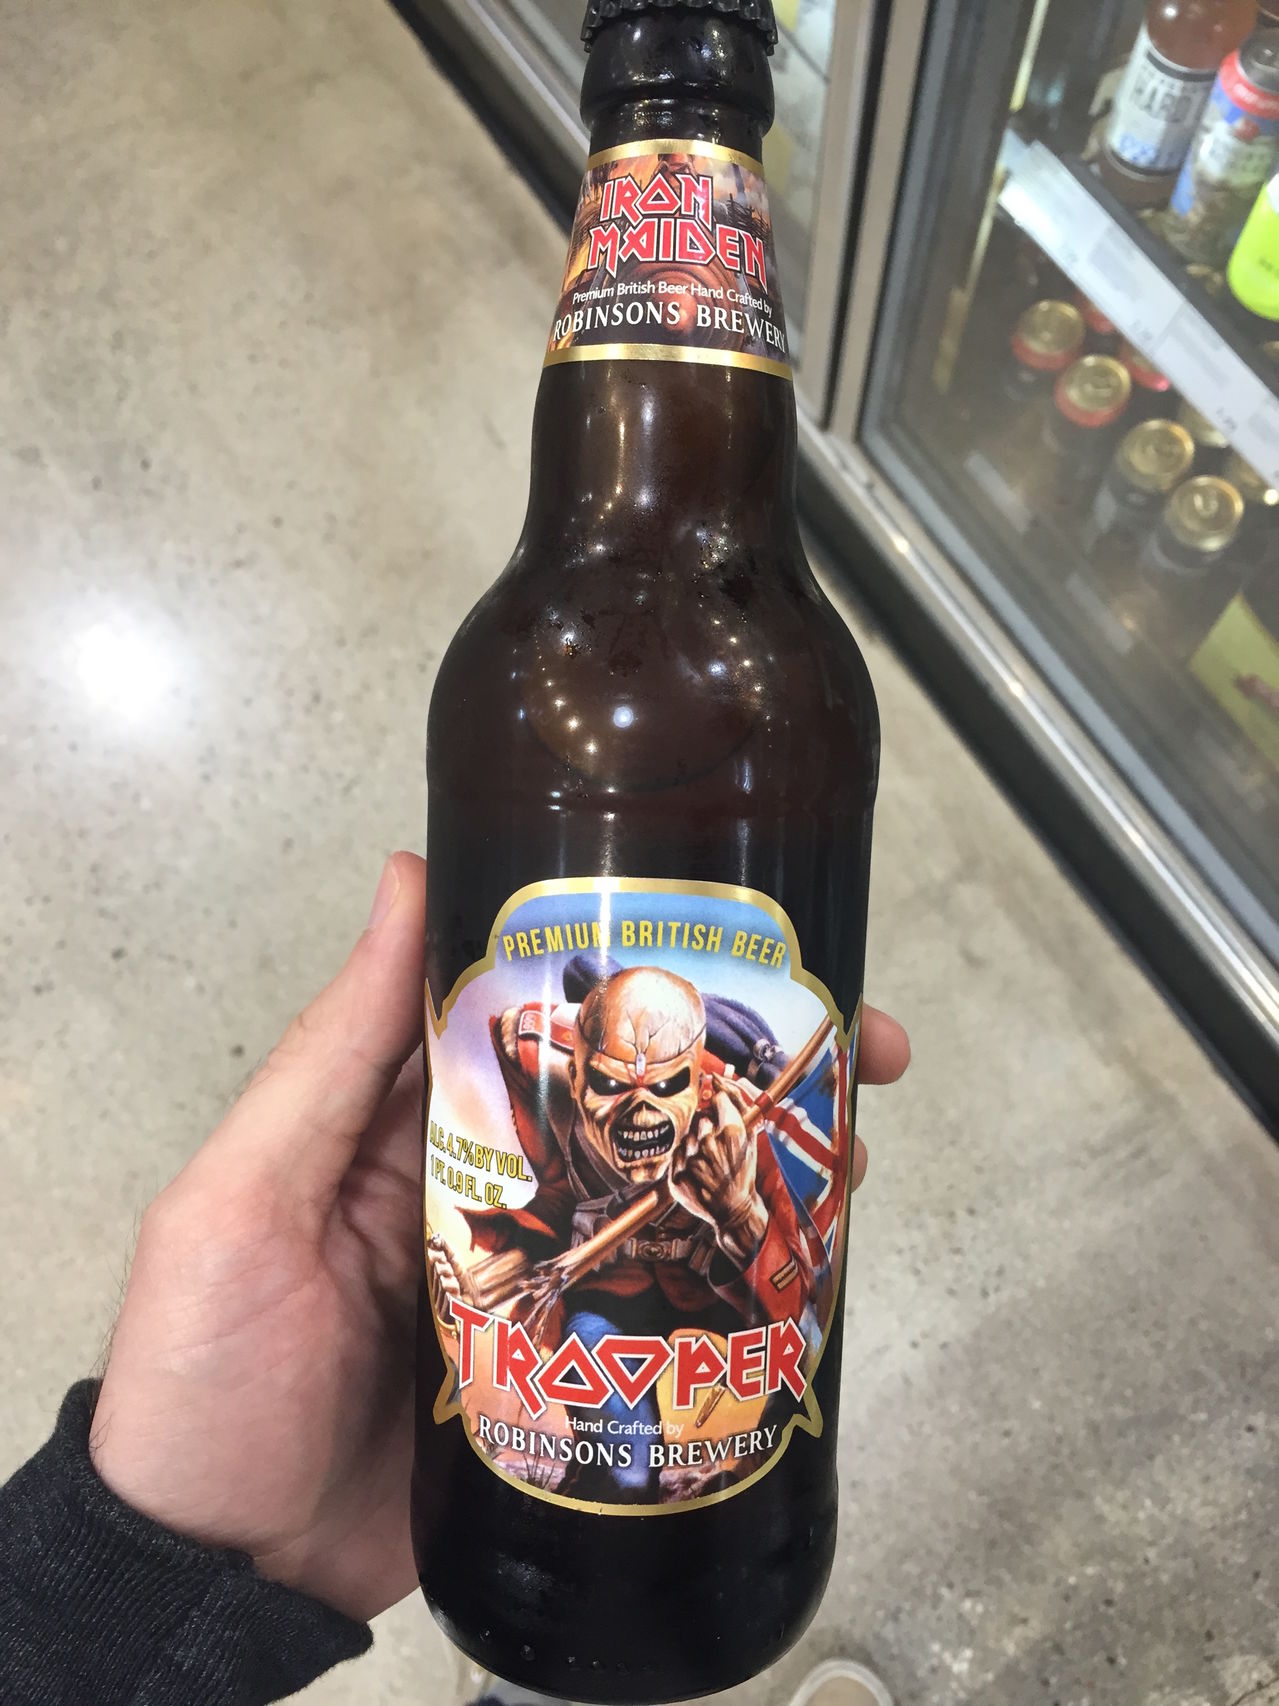 IRON
MAIDEN
Premium British Beer Hand Crafted by
ROBINSONS BREWERY
PREMIUM BRITISH BEER
ALC. 4.7% BY VOL.
1 PT. 0.9 FL. OZ.
TROOPER
Hand Crafted by
ROBINSONS BREWERY